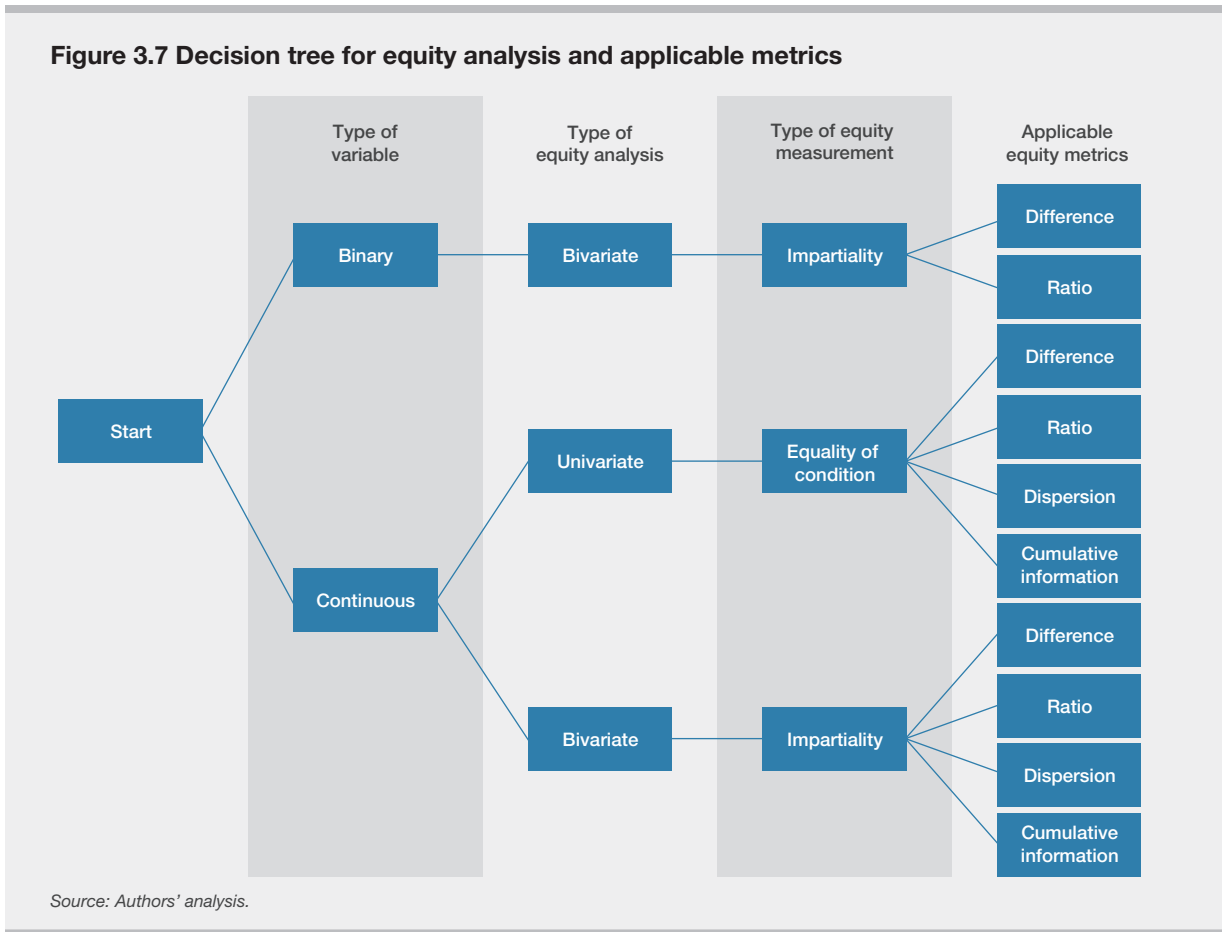 Figure 3.7 Decision tree for equity analysis and applicable metrics
Type of
variable
Type of
equity analysis
Type of equity
measurement
Applicable
equity metrics
Start
Binary
Bivariate
Impartiality
Difference
Ratio
Continuous
Univariate
Equality of
condition
Difference
Ratio
Dispersion
Cumulative
information
Bivariate
Impartiality
Difference
Ratio
Dispersion
Cumulative
information
Source: Authors' analysis.